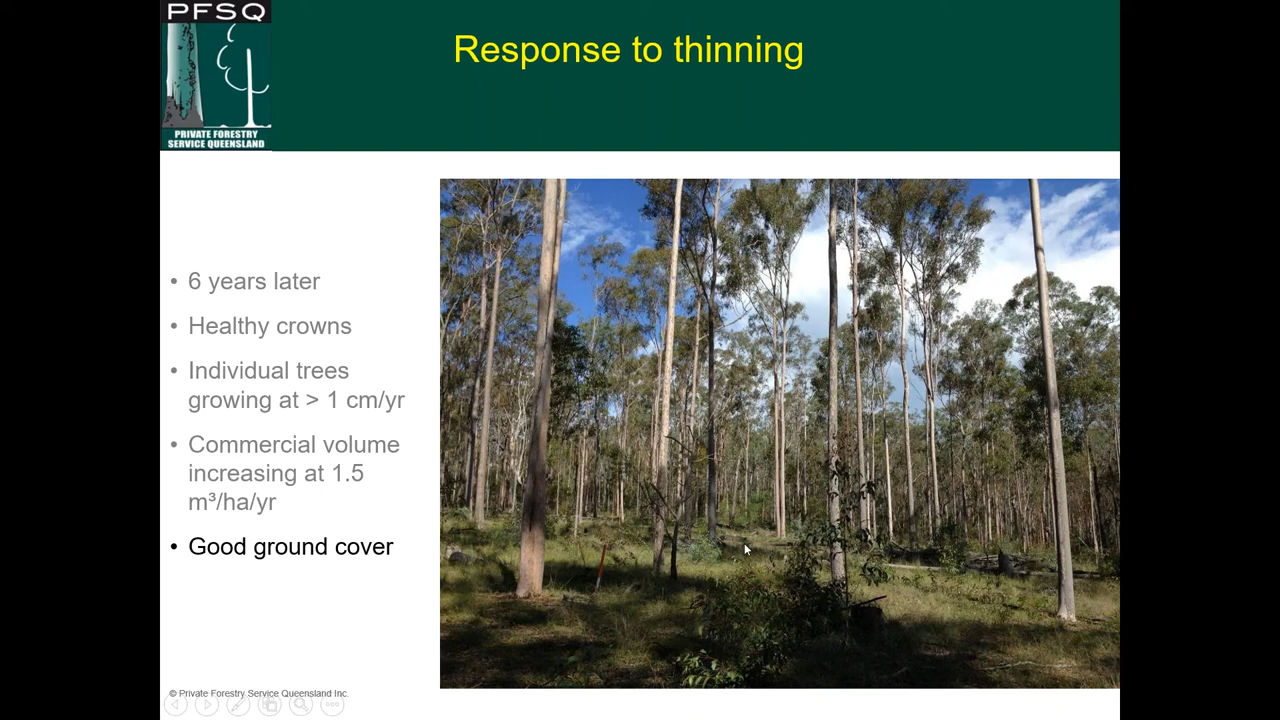 PFSQ
PRIVATE FORESTRY
SERVICE QUEENSLAND
Response to thinning
• 6 years later
• Healthy crowns
• Individual trees
growing at > 1 cm/yr
• Commercial volume
increasing at 1.5
m³/ha/yr
• Good ground cover
© Private Forestry Service Queensland Inc.